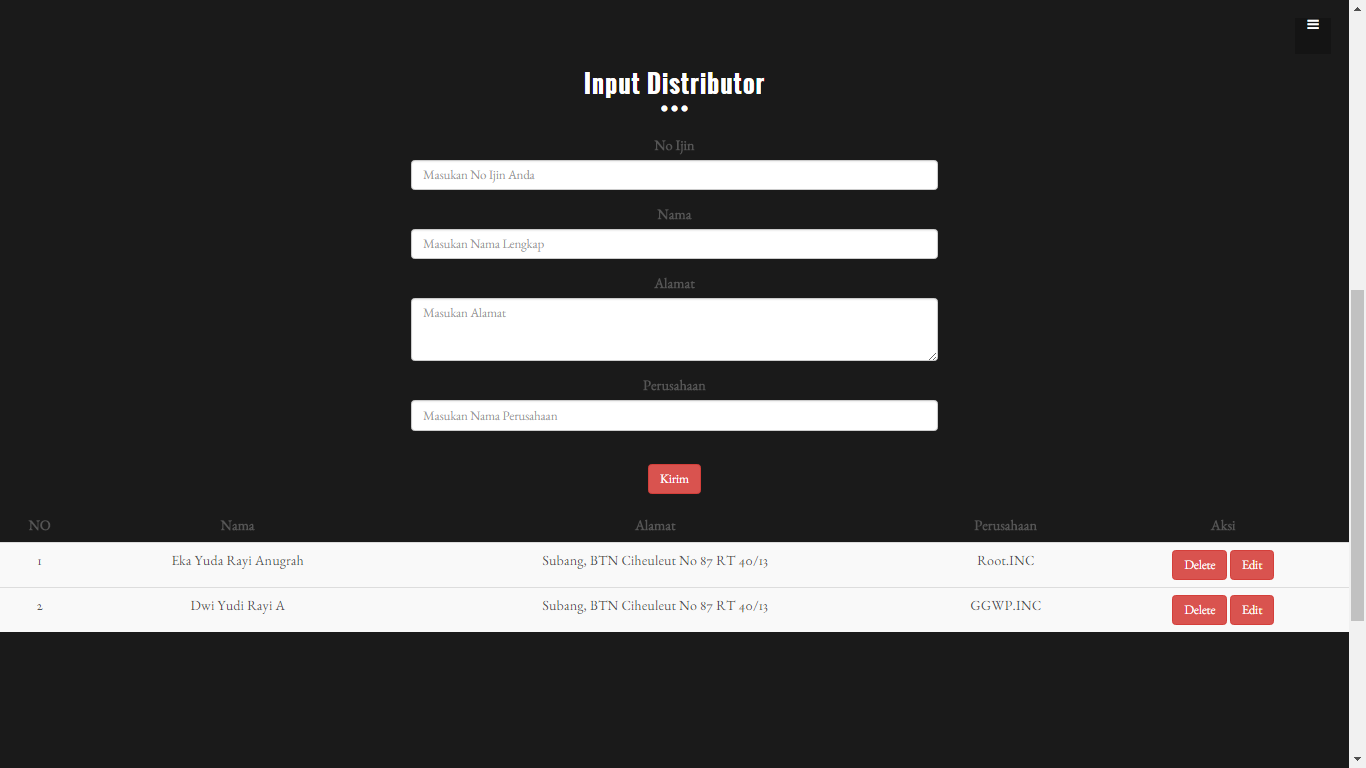 Input Distributor
No Ijin
Masukan No Ijin Anda
Nama
Masukan Nama Lengkap
Alamat
Masukan Alamat
Perusahaan
Masukan Nama Perusahaan
Kirim
NO Nama Alamat Perusahaan Aksi
1 Eka Yuda Rayi Anugrah Subang, BTN Ciheuleut No 87 RT 40/13 Root.INC Delete Edit
2 Dwi Yudi Rayi A Subang, BTN Ciheuleut No 87 RT 40/13 GGWP.INC Delete Edit